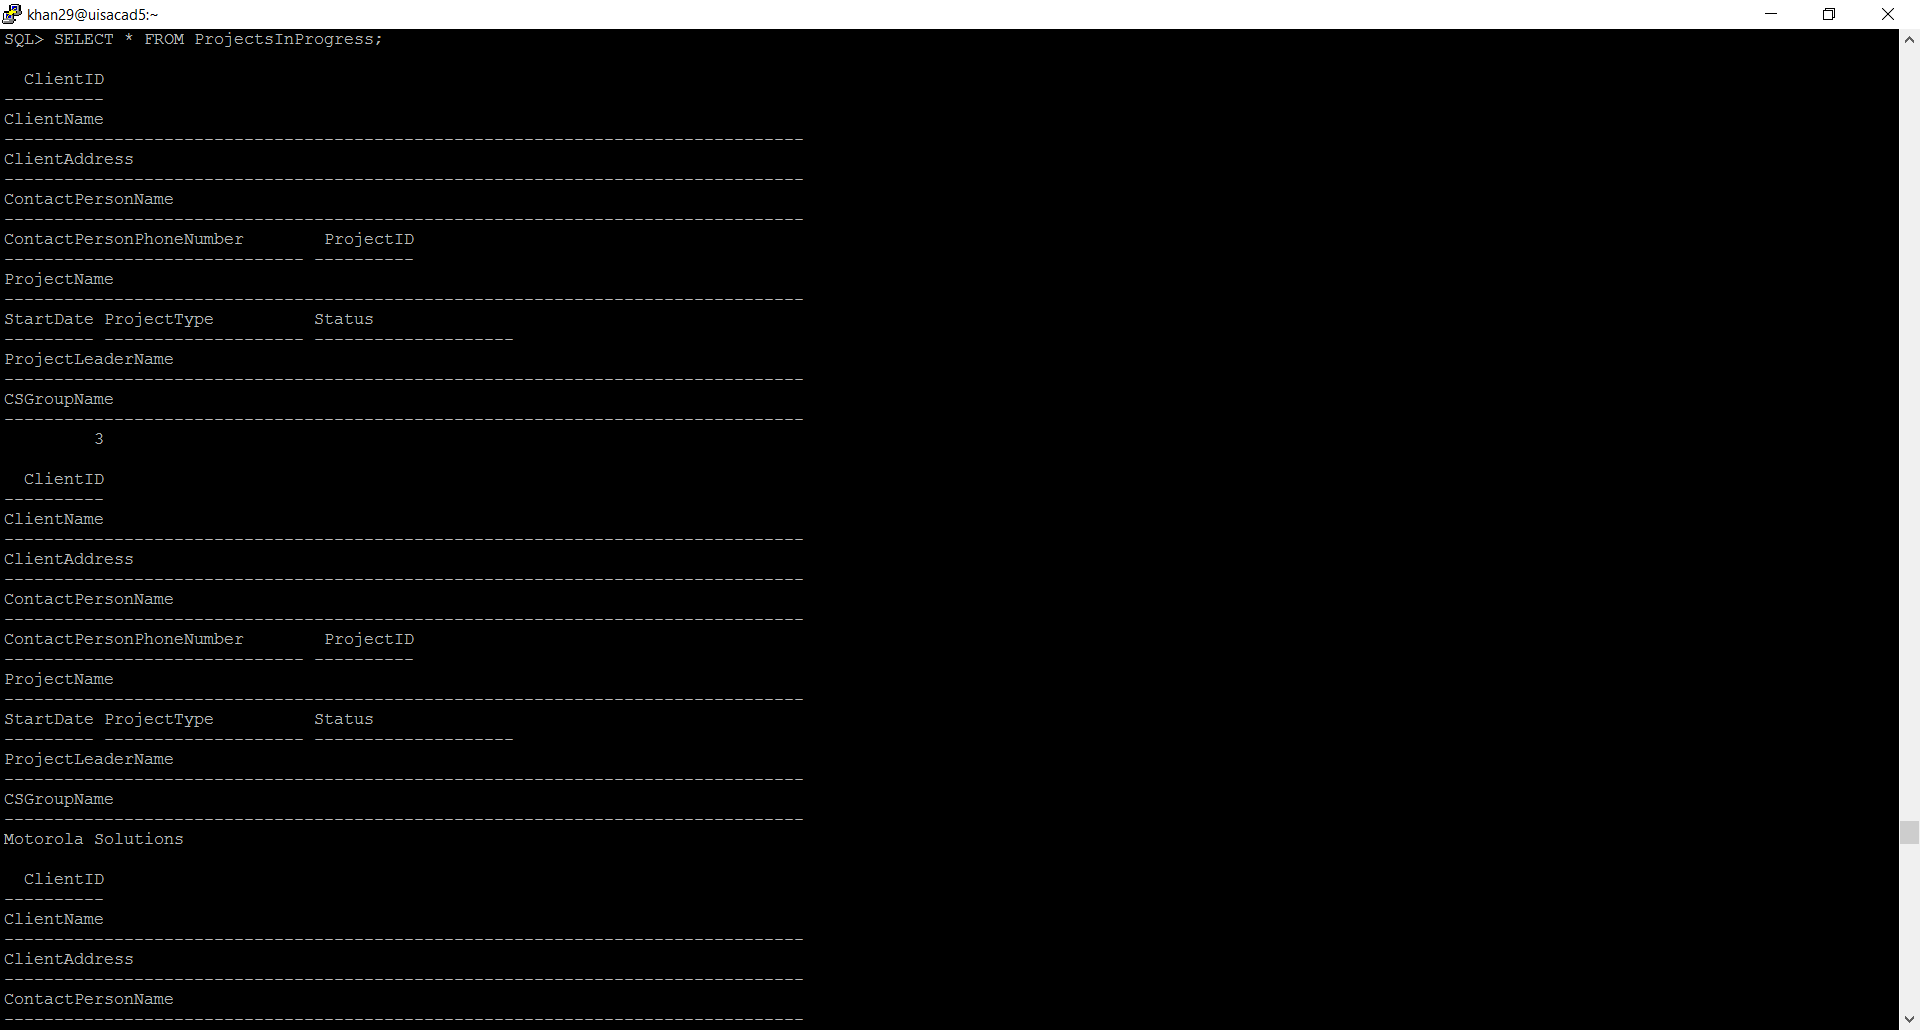 khan29@uisacad5:~
SQL> SELECT * FROM ProjectsInProgress;
  ClientID
----------
ClientName
--------------------------------------------------------------------------------
ClientAddress
--------------------------------------------------------------------------------
ContactPersonName
--------------------------------------------------------------------------------
ContactPersonPhoneNumber        ProjectID
------------------------------ ----------
ProjectName
--------------------------------------------------------------------------------
StartDate ProjectType          Status
--------- -------------------- --------------------
ProjectLeaderName
--------------------------------------------------------------------------------
CSGroupName
--------------------------------------------------------------------------------
         3
  ClientID
----------
ClientName
--------------------------------------------------------------------------------
ClientAddress
--------------------------------------------------------------------------------
ContactPersonName
--------------------------------------------------------------------------------
ContactPersonPhoneNumber        ProjectID
------------------------------ ----------
ProjectName
--------------------------------------------------------------------------------
StartDate ProjectType          Status
--------- -------------------- --------------------
ProjectLeaderName
--------------------------------------------------------------------------------
CSGroupName
--------------------------------------------------------------------------------
Motorola Solutions
  ClientID
----------
ClientName
--------------------------------------------------------------------------------
ClientAddress
--------------------------------------------------------------------------------
ContactPersonName
--------------------------------------------------------------------------------